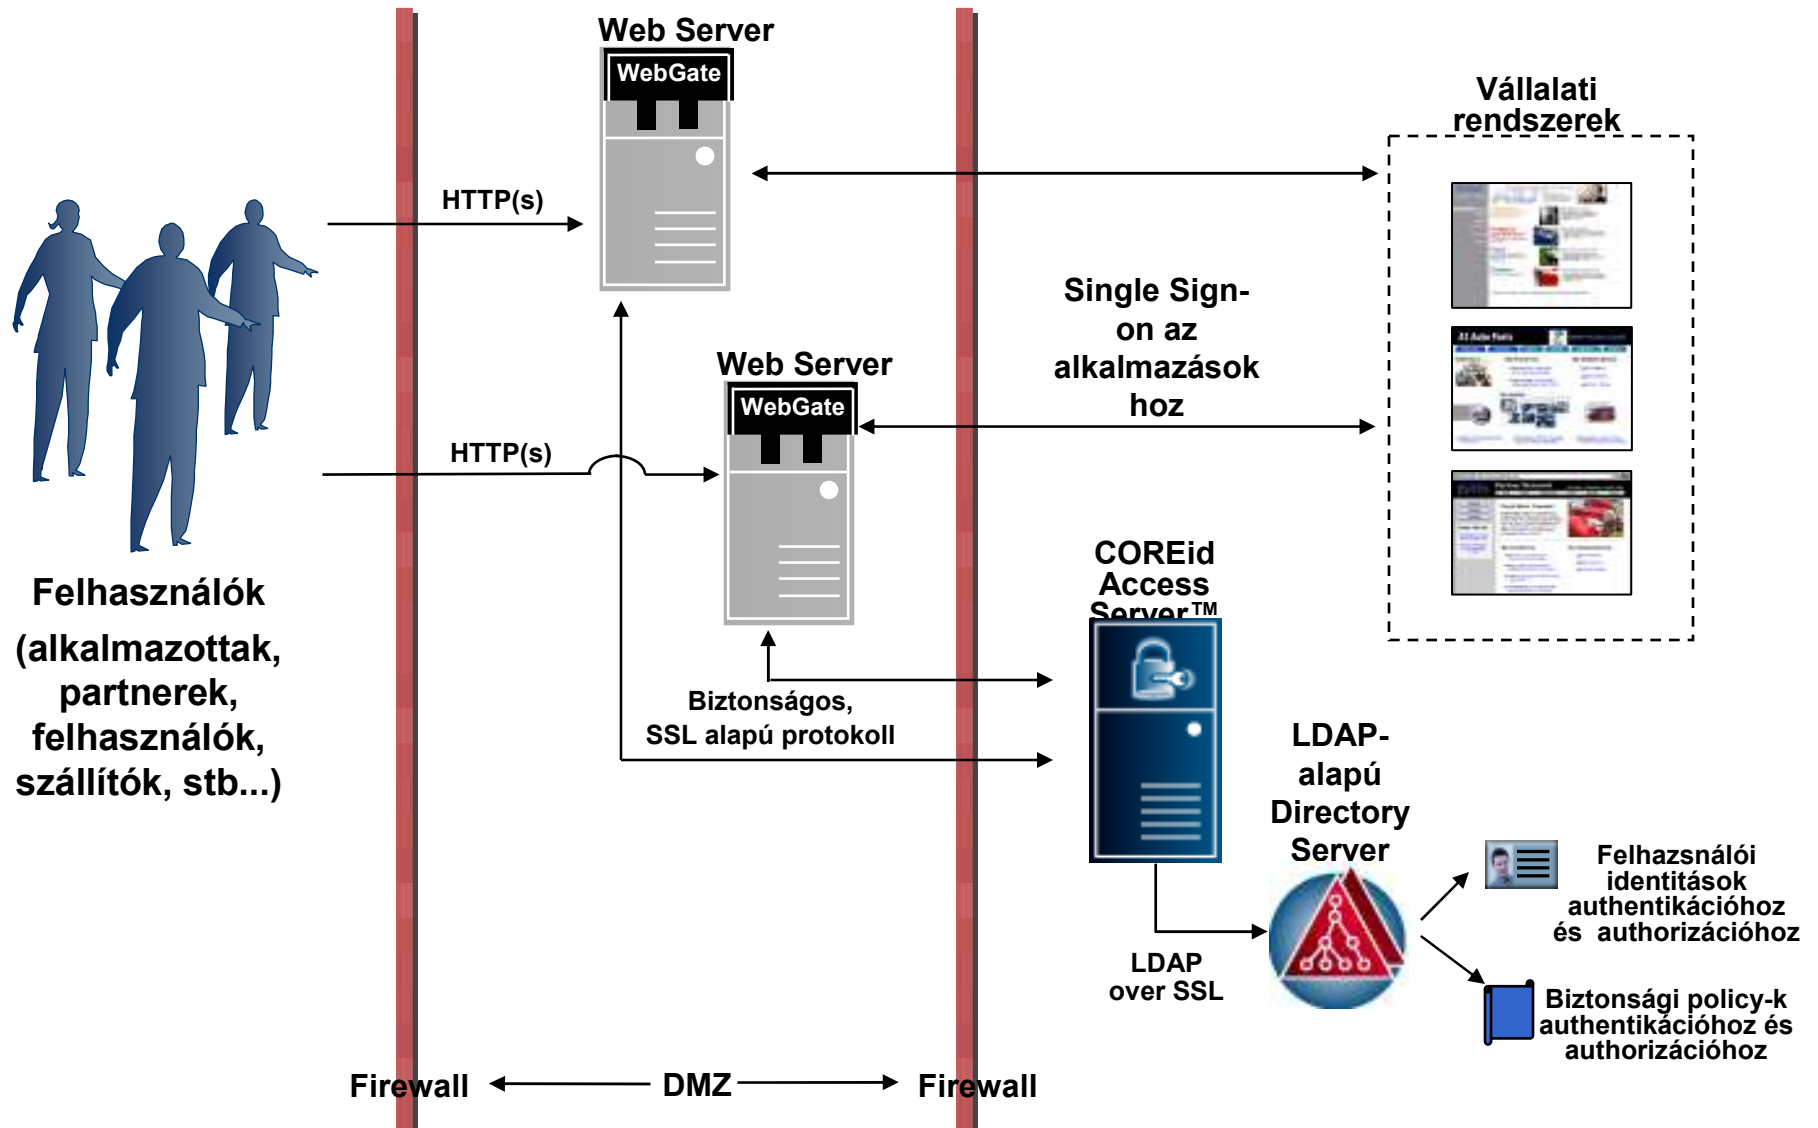 Web Server
WebGate
Vállalati
rendszerek
HTTP(s)
Single Sign-
on az
alkalmazások
hoz
Web Server
WebGate
HTTP(s)
Felhasználók
(alkalmazottak,
partnerek,
felhasználók,
szállítók, stb...)
COREid
Access
Server™
Biztonságos,
SSL alapú protokoll
LDAP-
alapú
Directory
Server
LDAP
over SSL
Felhazsnálói
identitások
authentikációhoz
és authorizációhoz
Biztonsági policy-k
authentikációhoz és
authorizációhoz
Firewall
DMZ
Firewall